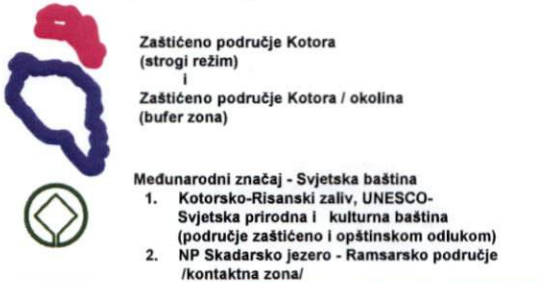 Zaštićeno područje Kotora
(strogi režim)
i
Zaštićeno područje Kotora / okolina
(bufer zona)
Međunarodni značaj - Svjetska baština
1. Kotorsko-Risanski zaliv, UNESCO-
Svjetska prirodna i kulturna baština
(područje zaštićeno i opštinskom odlukom)
2. NP Skadarsko jezero - Ramsarsko područje
/kontaktna zona/